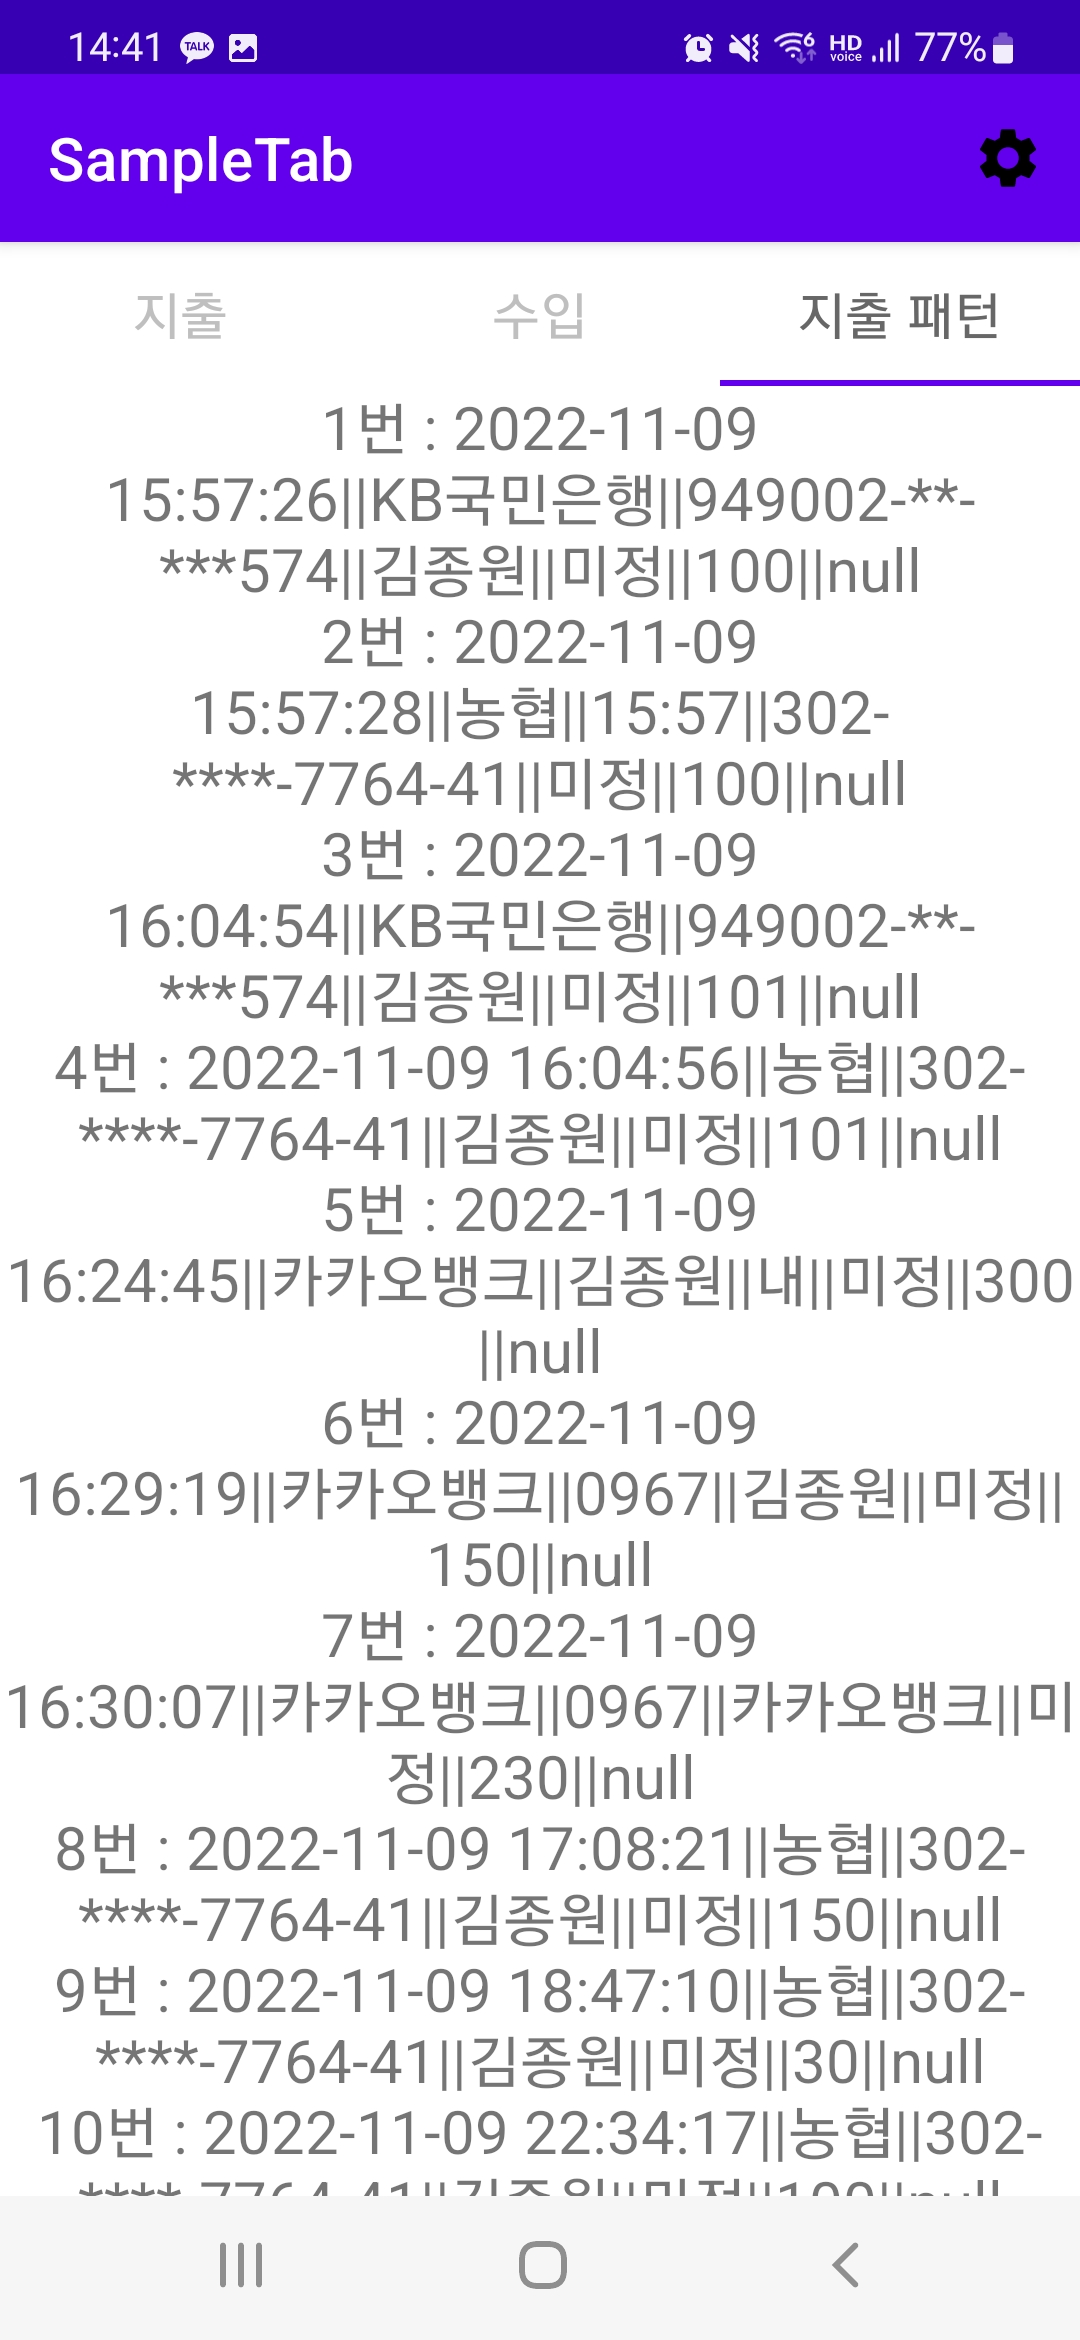 14:41 TALK 6 HD voice 77%
SampleTab
지출 수입 지출 패턴
1번 : 2022-11-09
15:57:26||KB국민은행||949002-**-
***574||김종원||미정||100||null
2번 : 2022-11-09
15:57:28||농협||15:57||302-
****-7764-41||미정||100||null
3번 : 2022-11-09
16:04:54||KB국민은행||949002-**-
***574||김종원||미정||101||null
4번 : 2022-11-09 16:04:56||농협||302-
****-7764-41||김종원||미정||101||null
5번 : 2022-11-09
16:24:45||카카오뱅크||김종원||내||미정||300
||null
6번 : 2022-11-09
16:29:19||카카오뱅크||0967||김종원||미정||
150||null
7번 : 2022-11-09
16:30:07||카카오뱅크||0967||카카오뱅크||미
정||230||null
8번 : 2022-11-09 17:08:21||농협||302-
****-7764-41||김종원||미정||150||null
9번 : 2022-11-09 18:47:10||농협||302-
****-7764-41||김종원||미정||30||null
10번 : 2022-11-09 22:34:17||농협||302-